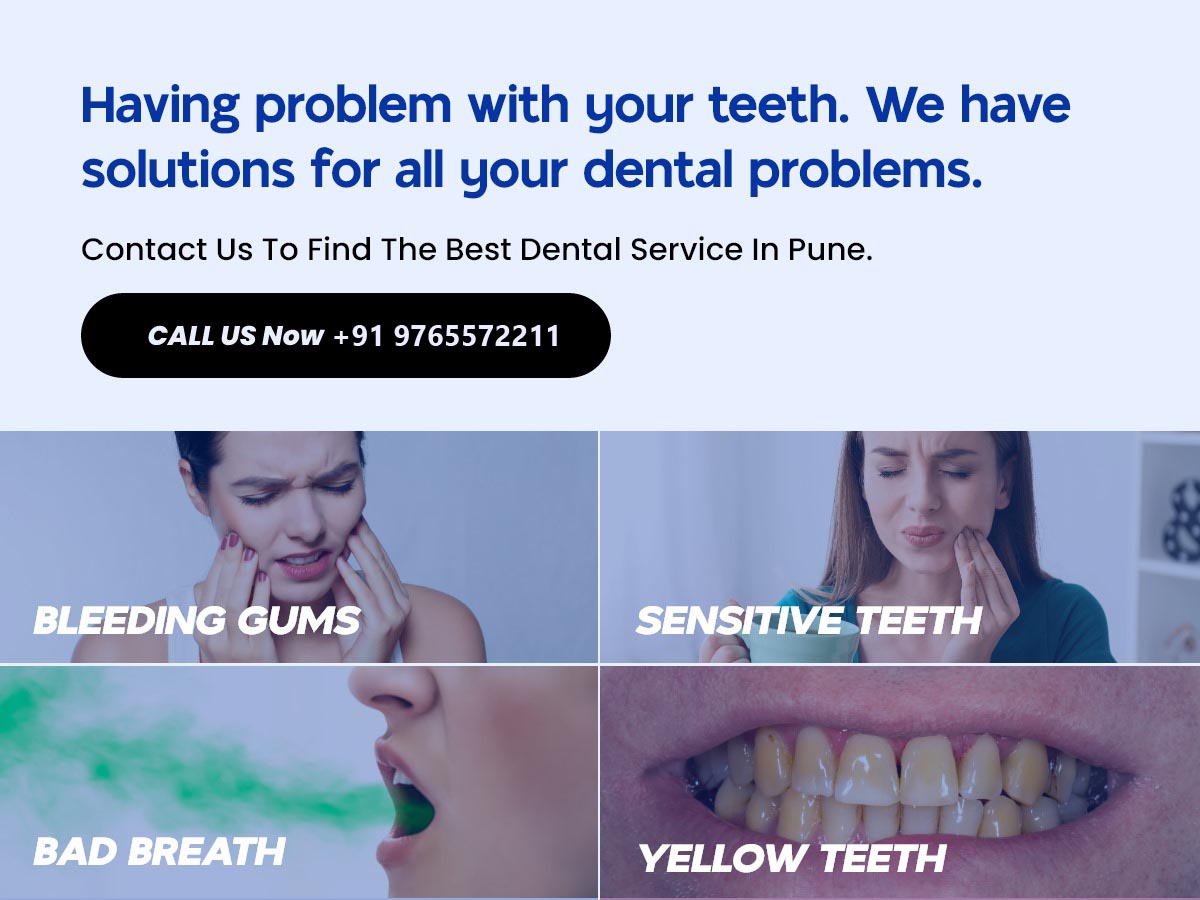 Having problem with your teeth. We have
solutions for all your dental problems.
Contact Us To Find The Best Dental Service In Pune.
CALL US Now +91 9765572211
BLEEDING GUMS
SENSITIVE TEETH
BAD BREATH
YELLOW TEETH